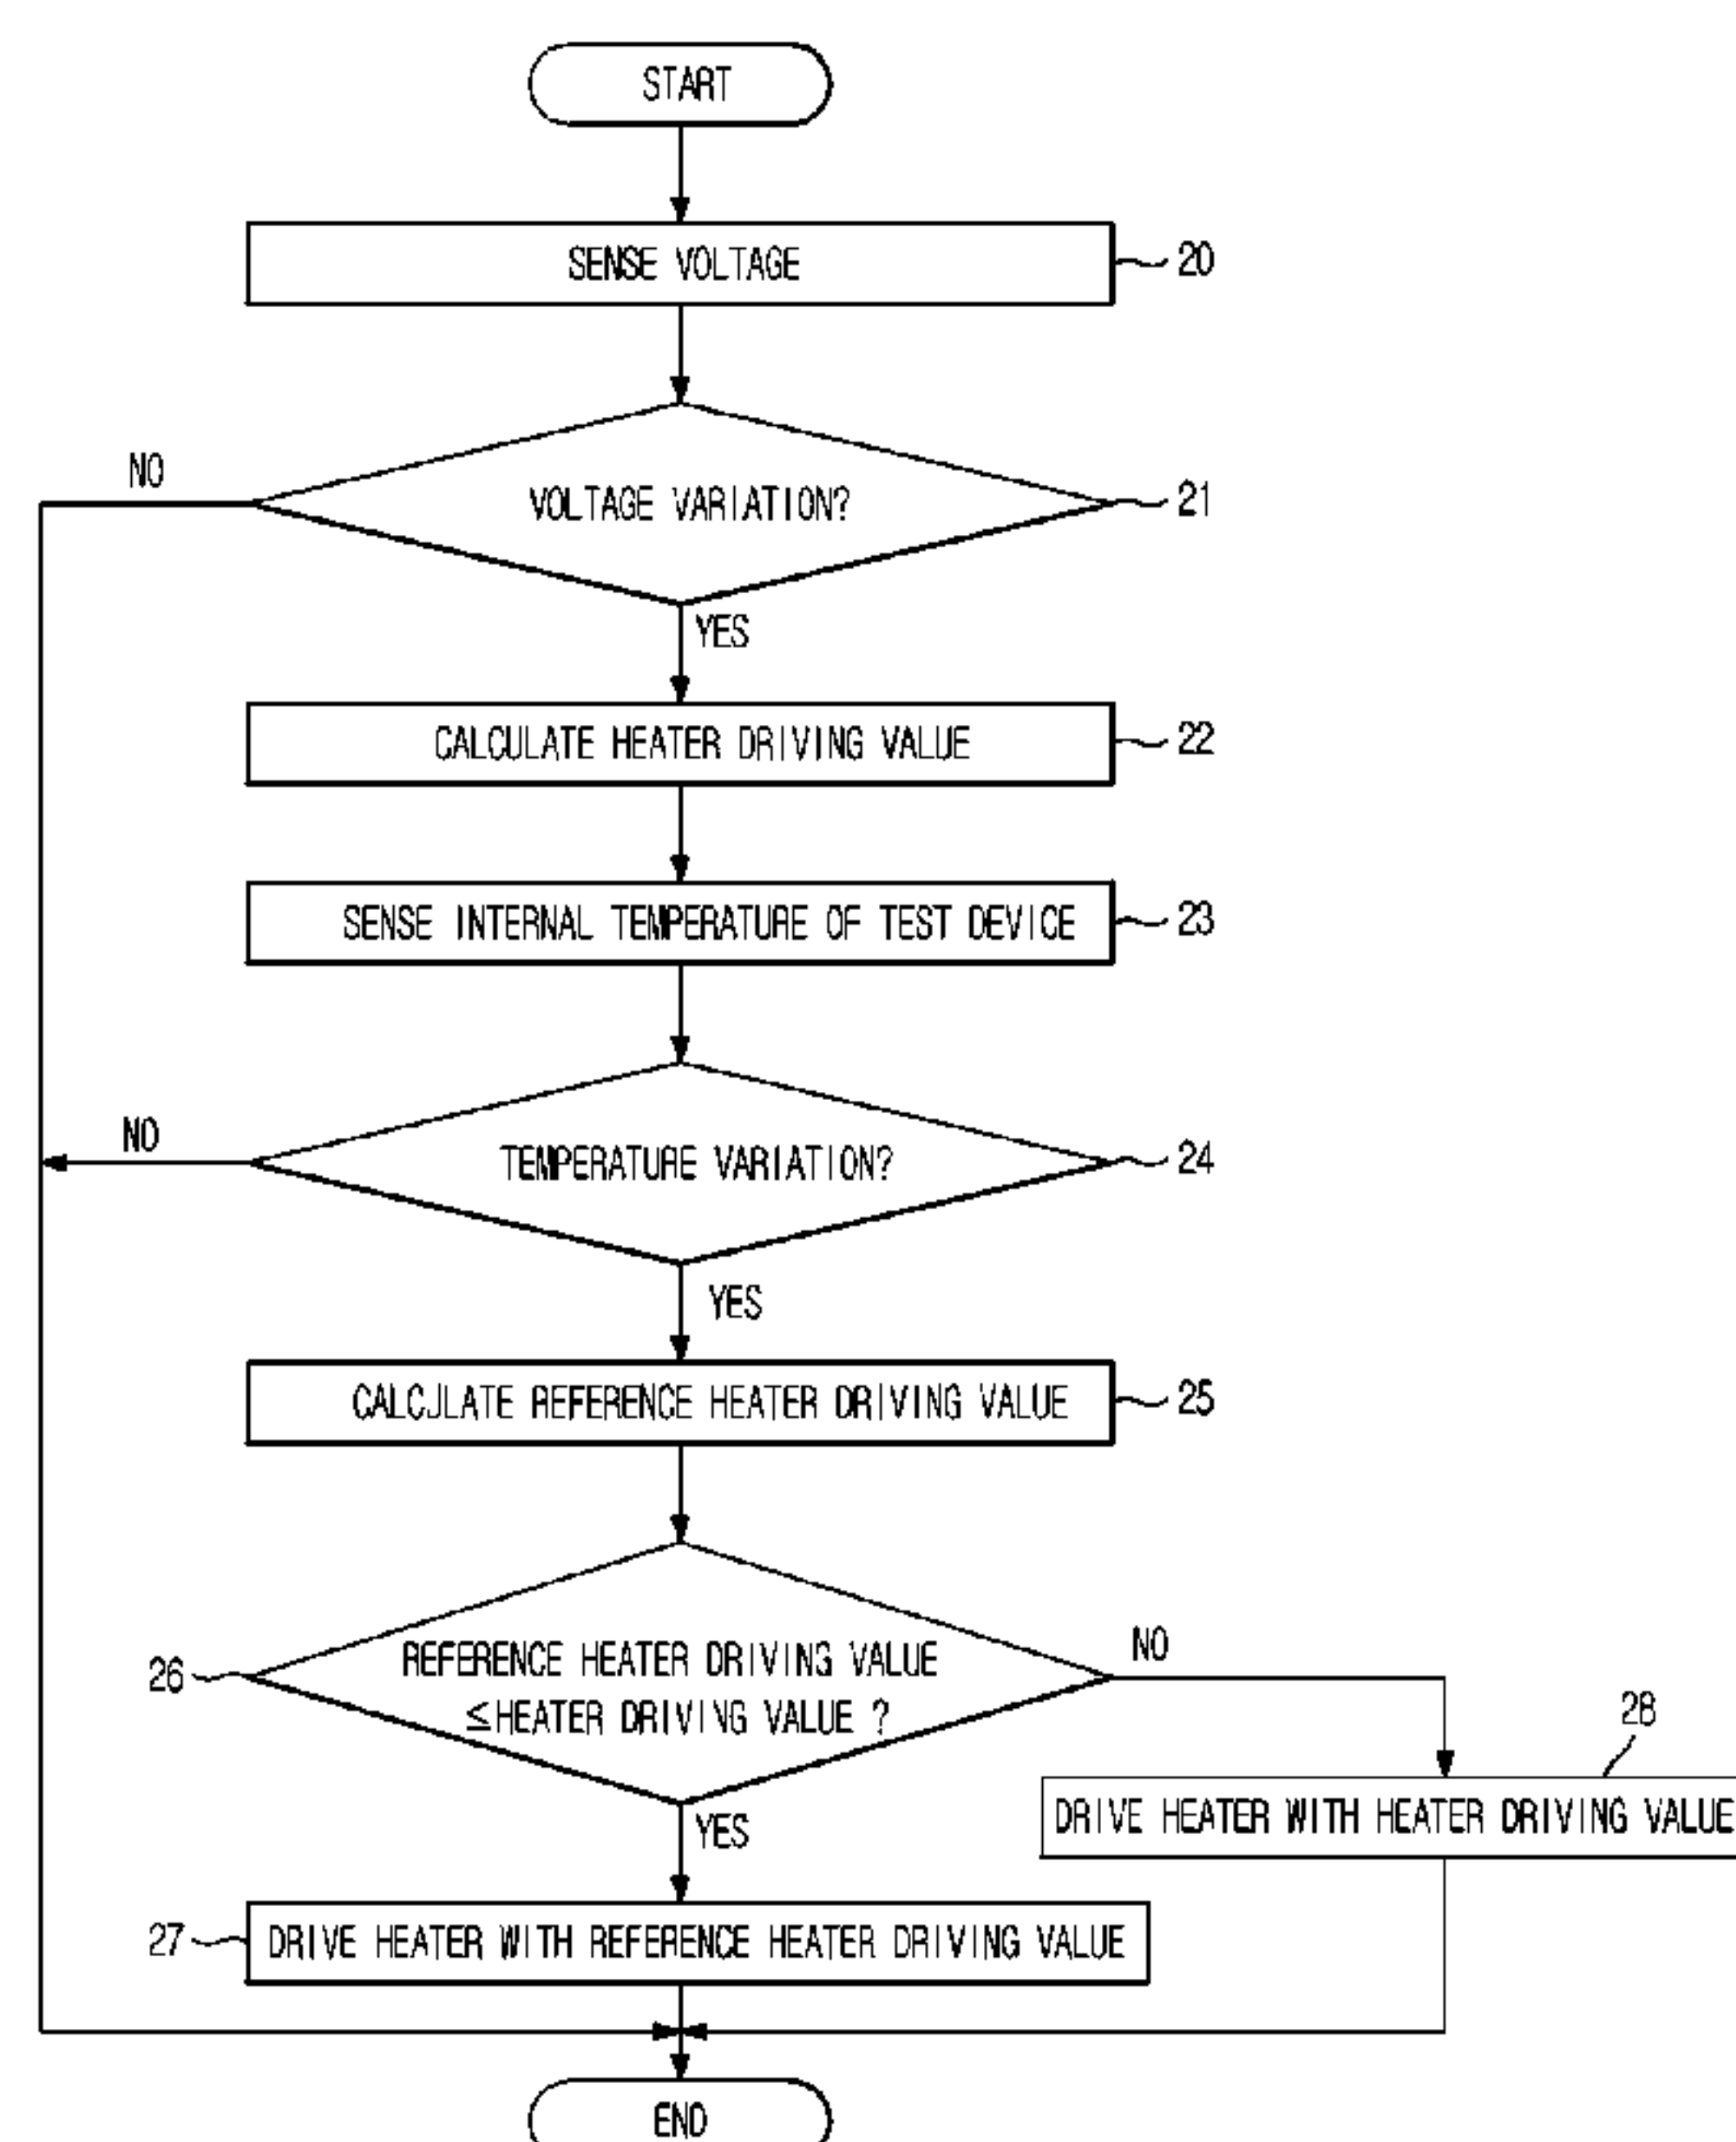 START
SENSE VOLTAGE
20
NO
VOLTAGE VARIATION?
21
YES
CALCULATE HEATER DRIVING VALUE
22
SENSE INTERNAL TEMPERATURE OF TEST DEVICE
23
NO
TEMPERATURE VARIATION?
24
YES
CALCULATE REFERENCE HEATER DRIVING VALUE
25
26
REFERENCE HEATER DRIVING VALUE
≤HEATER DRIVING VALUE ?
NO
28
DRIVE HEATER WITH HEATER DRIVING VALUE
YES
27
DRIVE HEATER WITH REFERENCE HEATER DRIVING VALUE
END